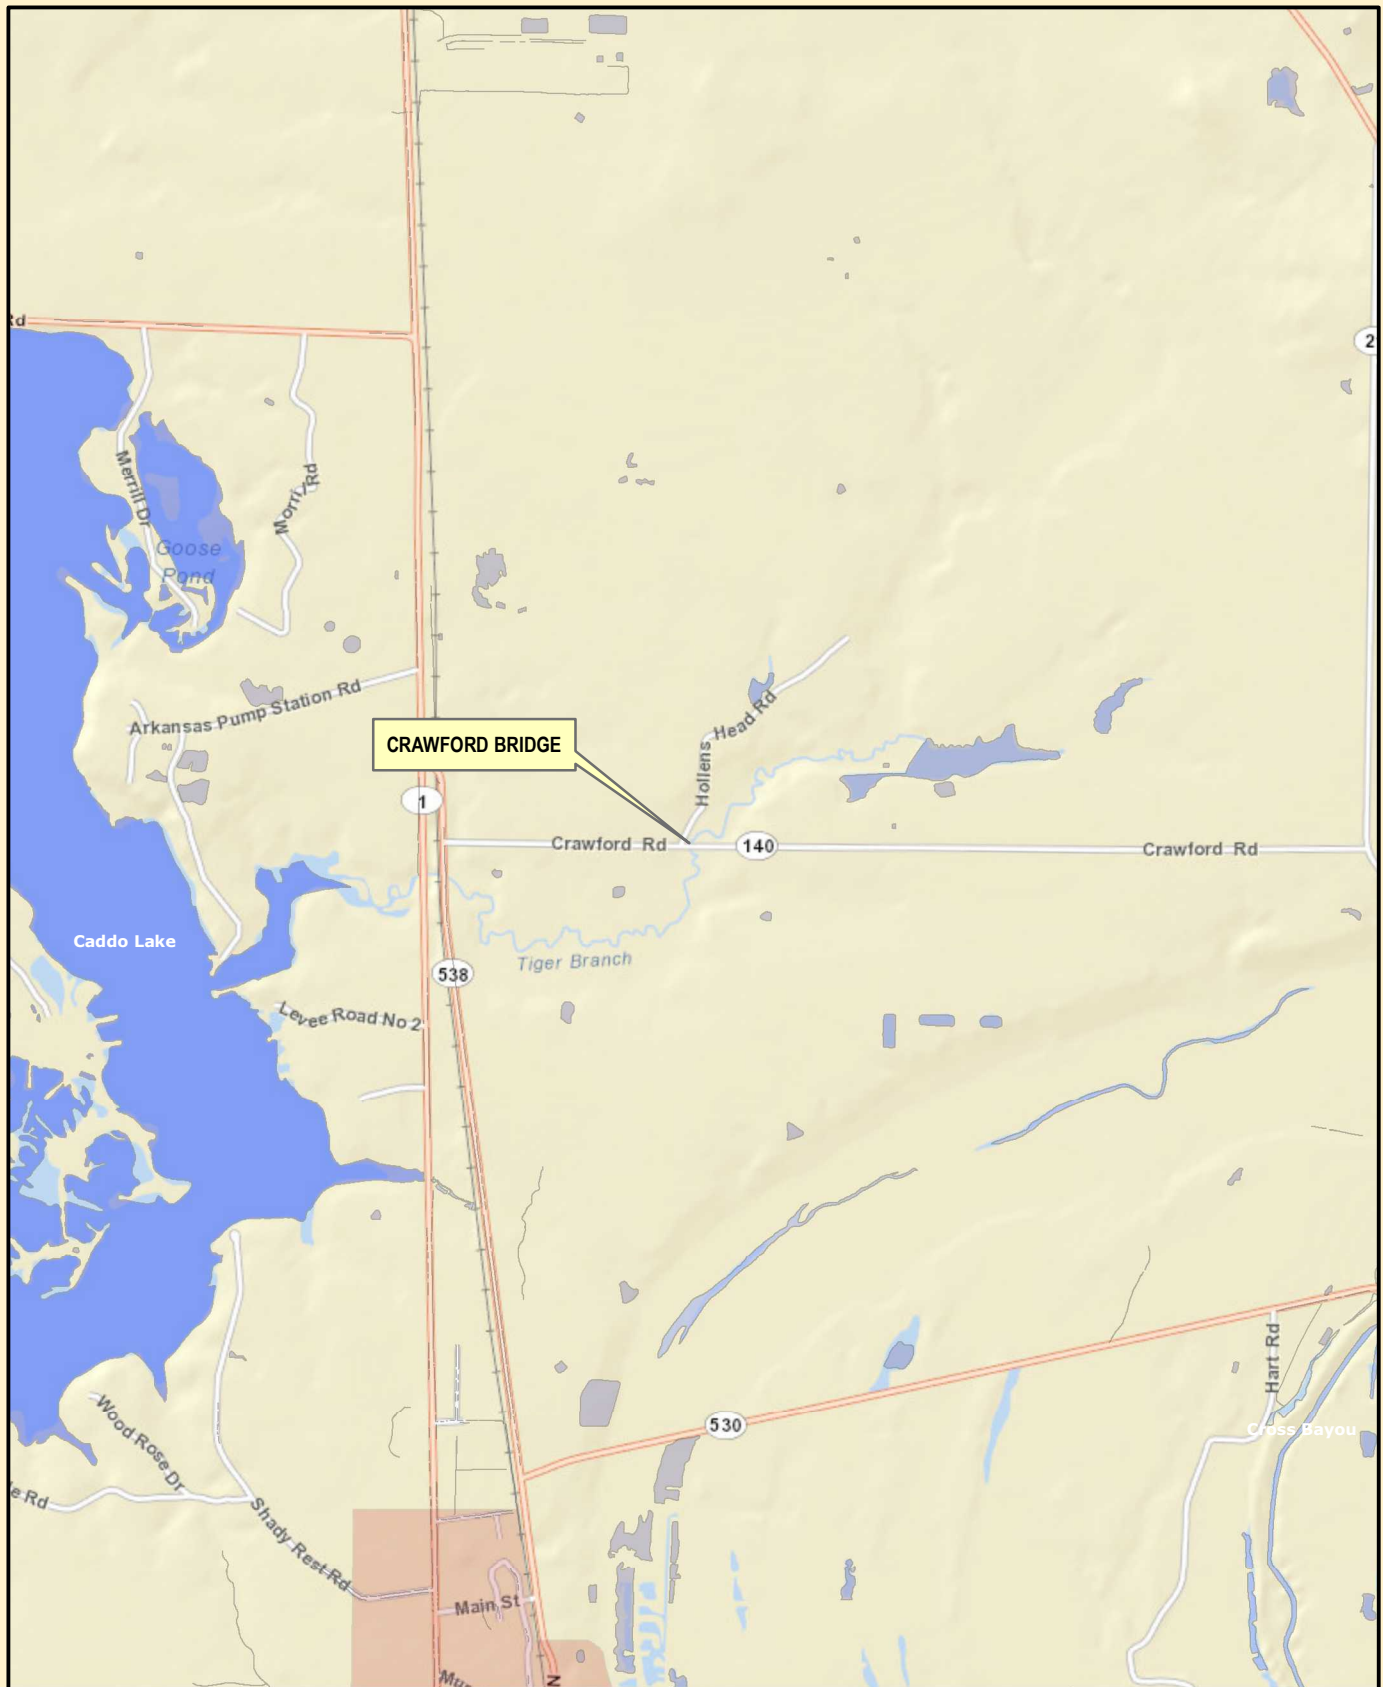 Rd
2
Merrill Dr
Morri Rd
Goose
Pond
Arkansas Pump Station Rd
Hollens Head Rd
CRAWFORD BRIDGE
1
Crawford Rd
140
Crawford Rd
Caddo Lake
Tiger Branch
538
Levee Road No 2
Hart Rd
530
Cross Bayou
Wood Rose Dr
le Rd
Shady Rest Rd
Main St
N